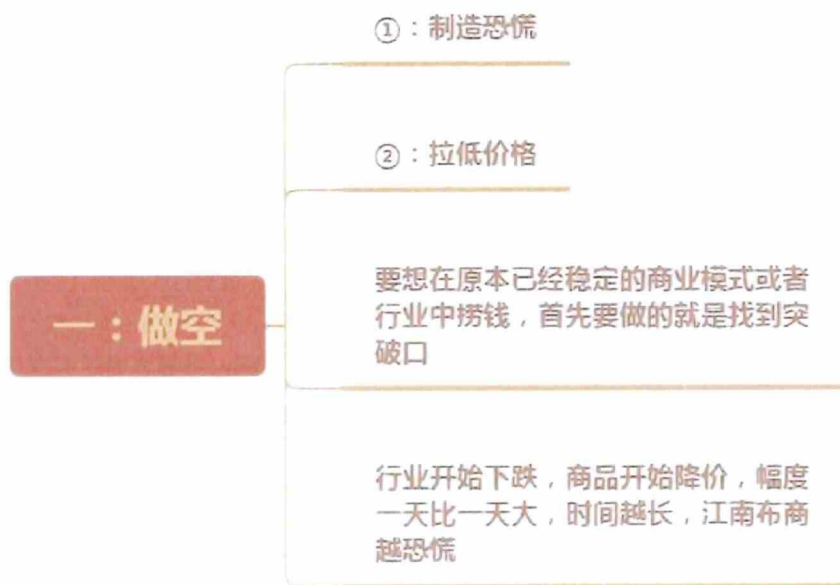 ①：制造恐慌
②：拉低价格
一：做空
要想在原本已经稳定的商业模式或者
行业中捞钱，首先要做的就是找到突
破口
行业开始下跌，商品开始降价，幅度
一天比一天大，时间越长，江南布商
越恐慌